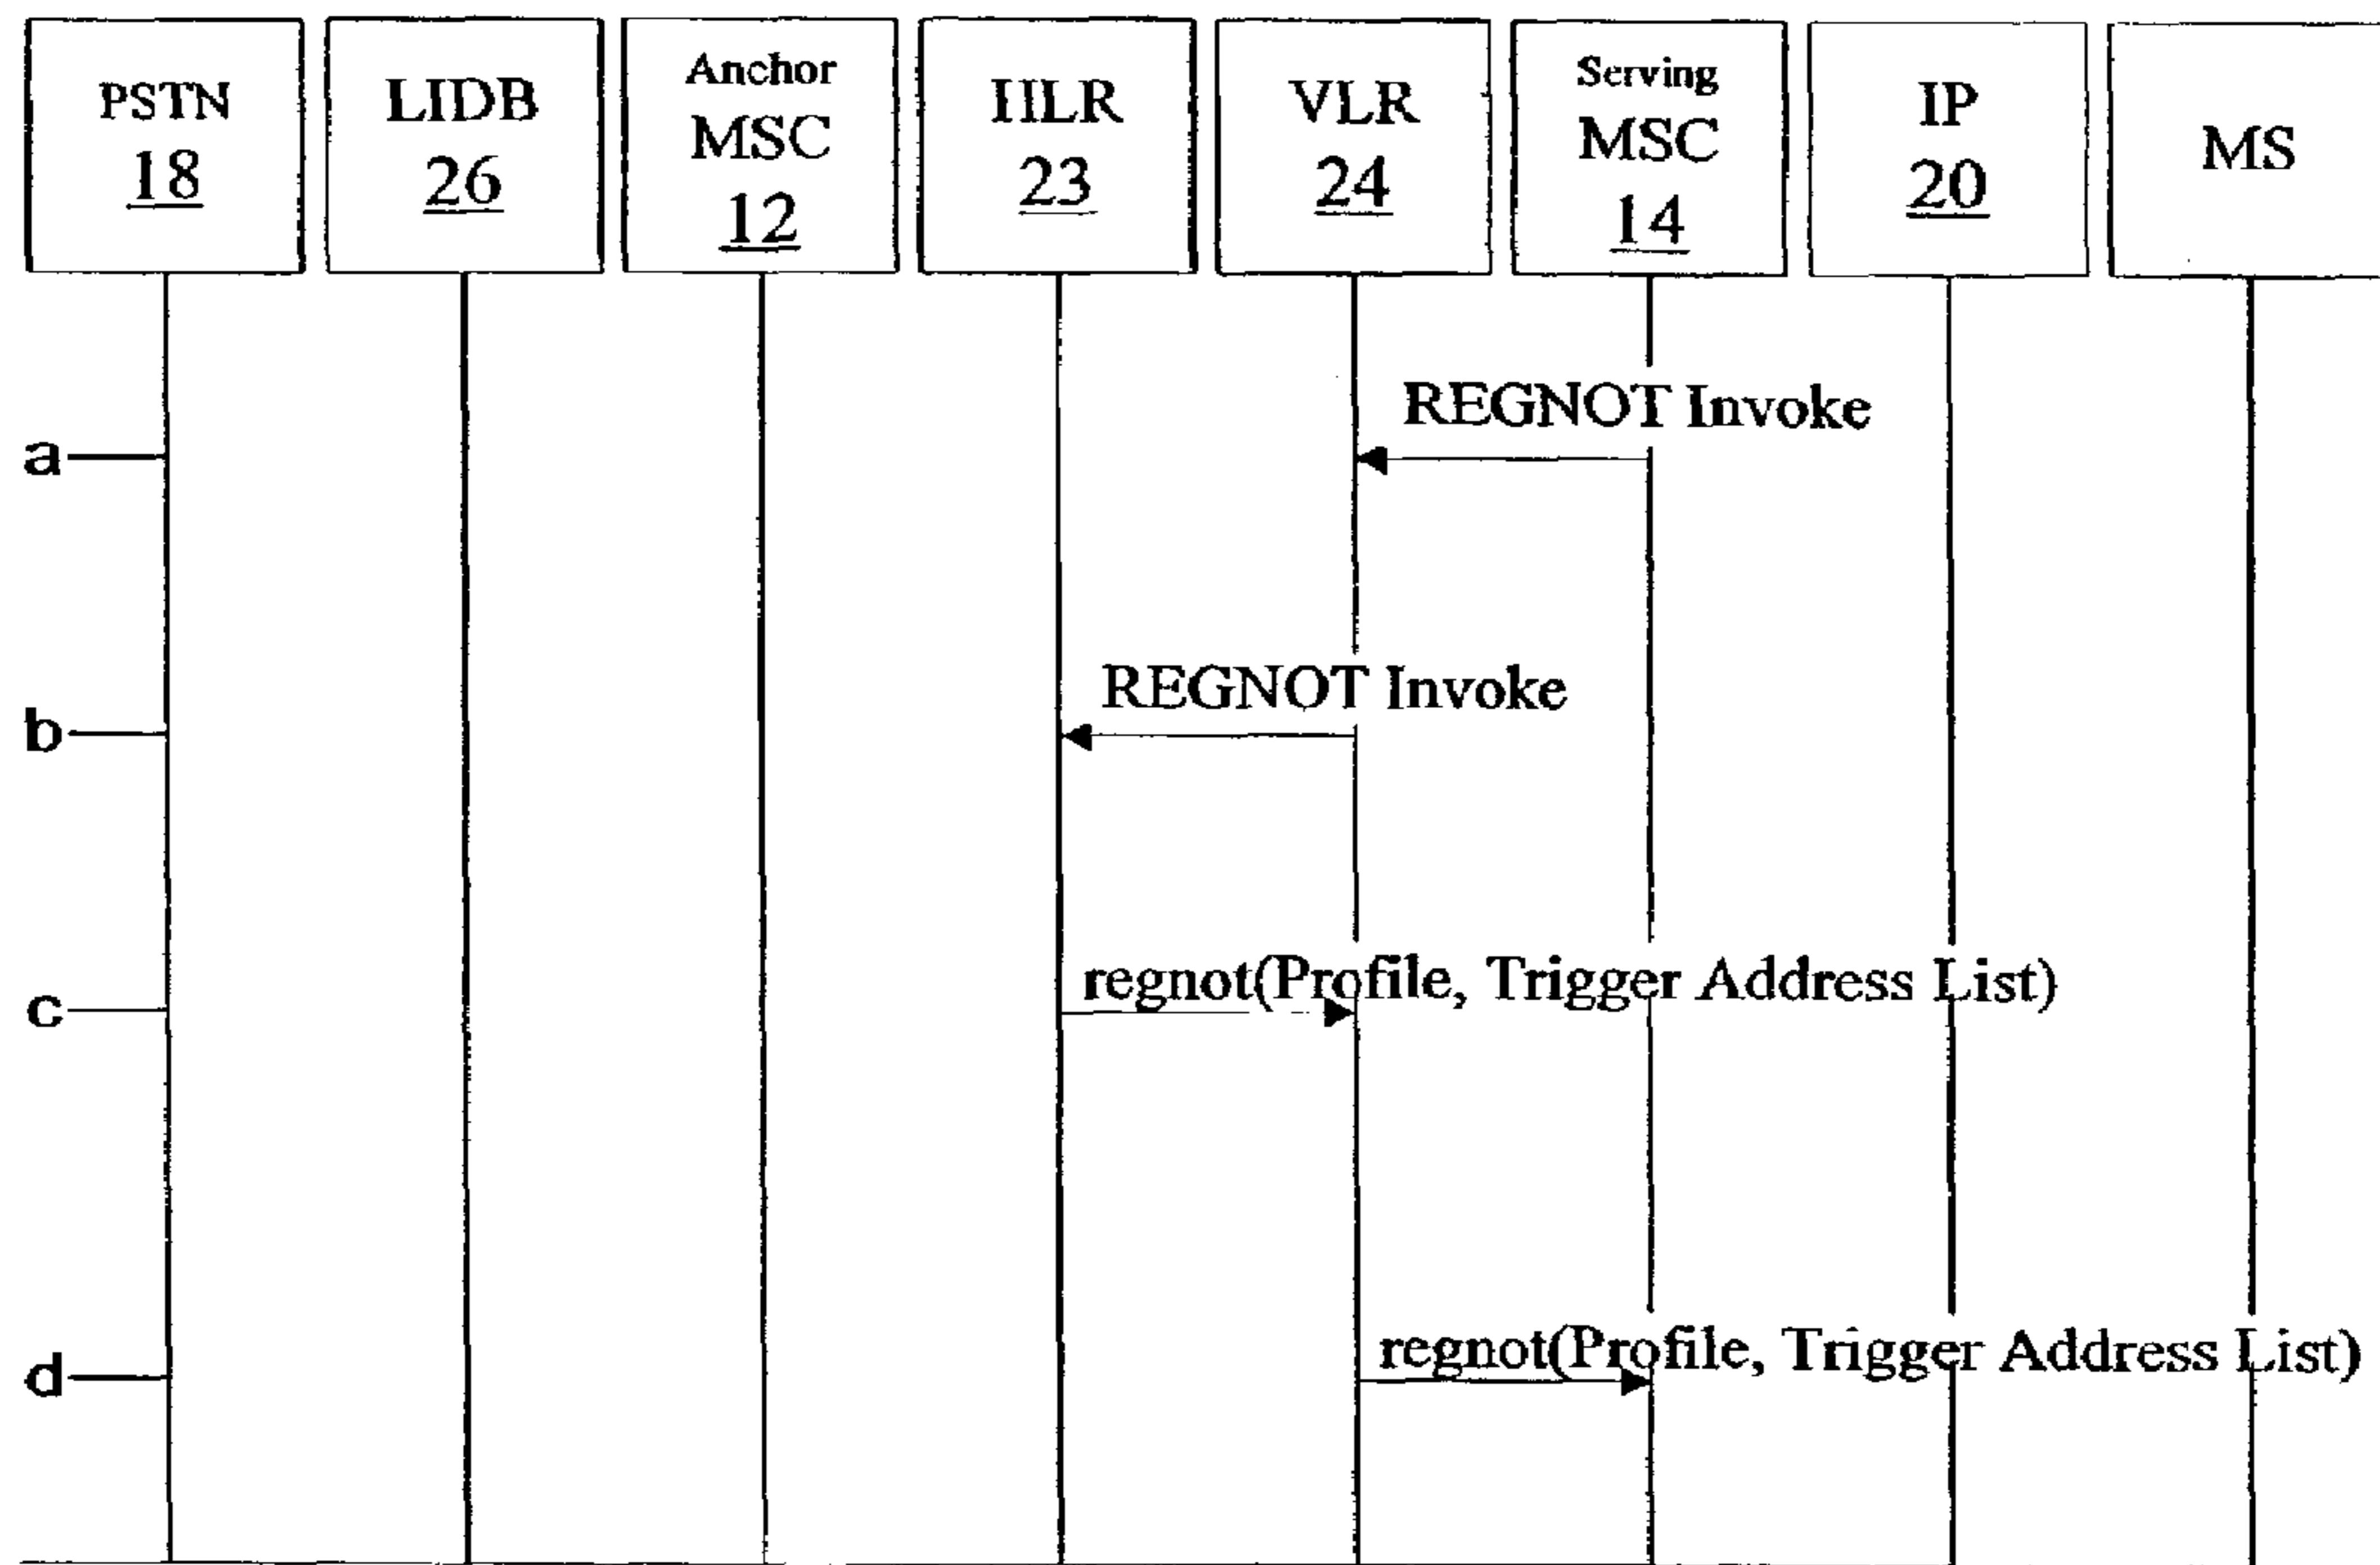 PSTN
18
LIDB
26
Anchor
MSC
12
HLR
23
VLR
24
Serving
MSC
14
IP
20
MS
REGNOT Invoke
a
REGNOT Invoke
b
regnot(Profile, Trigger Address List)
c
regnot(Profile, Trigger Address List)
d